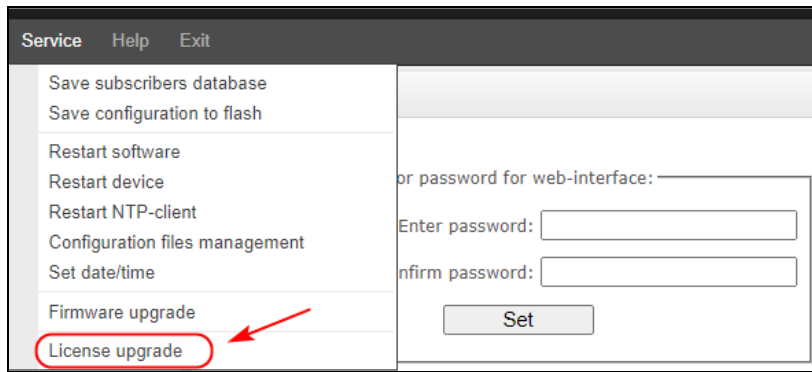 Service Help Exit
Save subscribers database
Save configuration to flash
Restart software
Restart device
or password for web-interface:
Restart NTP-client
Enter password:
Configuration files management
Set date/time
nfirm password:
Firmware upgrade
Set
License upgrade